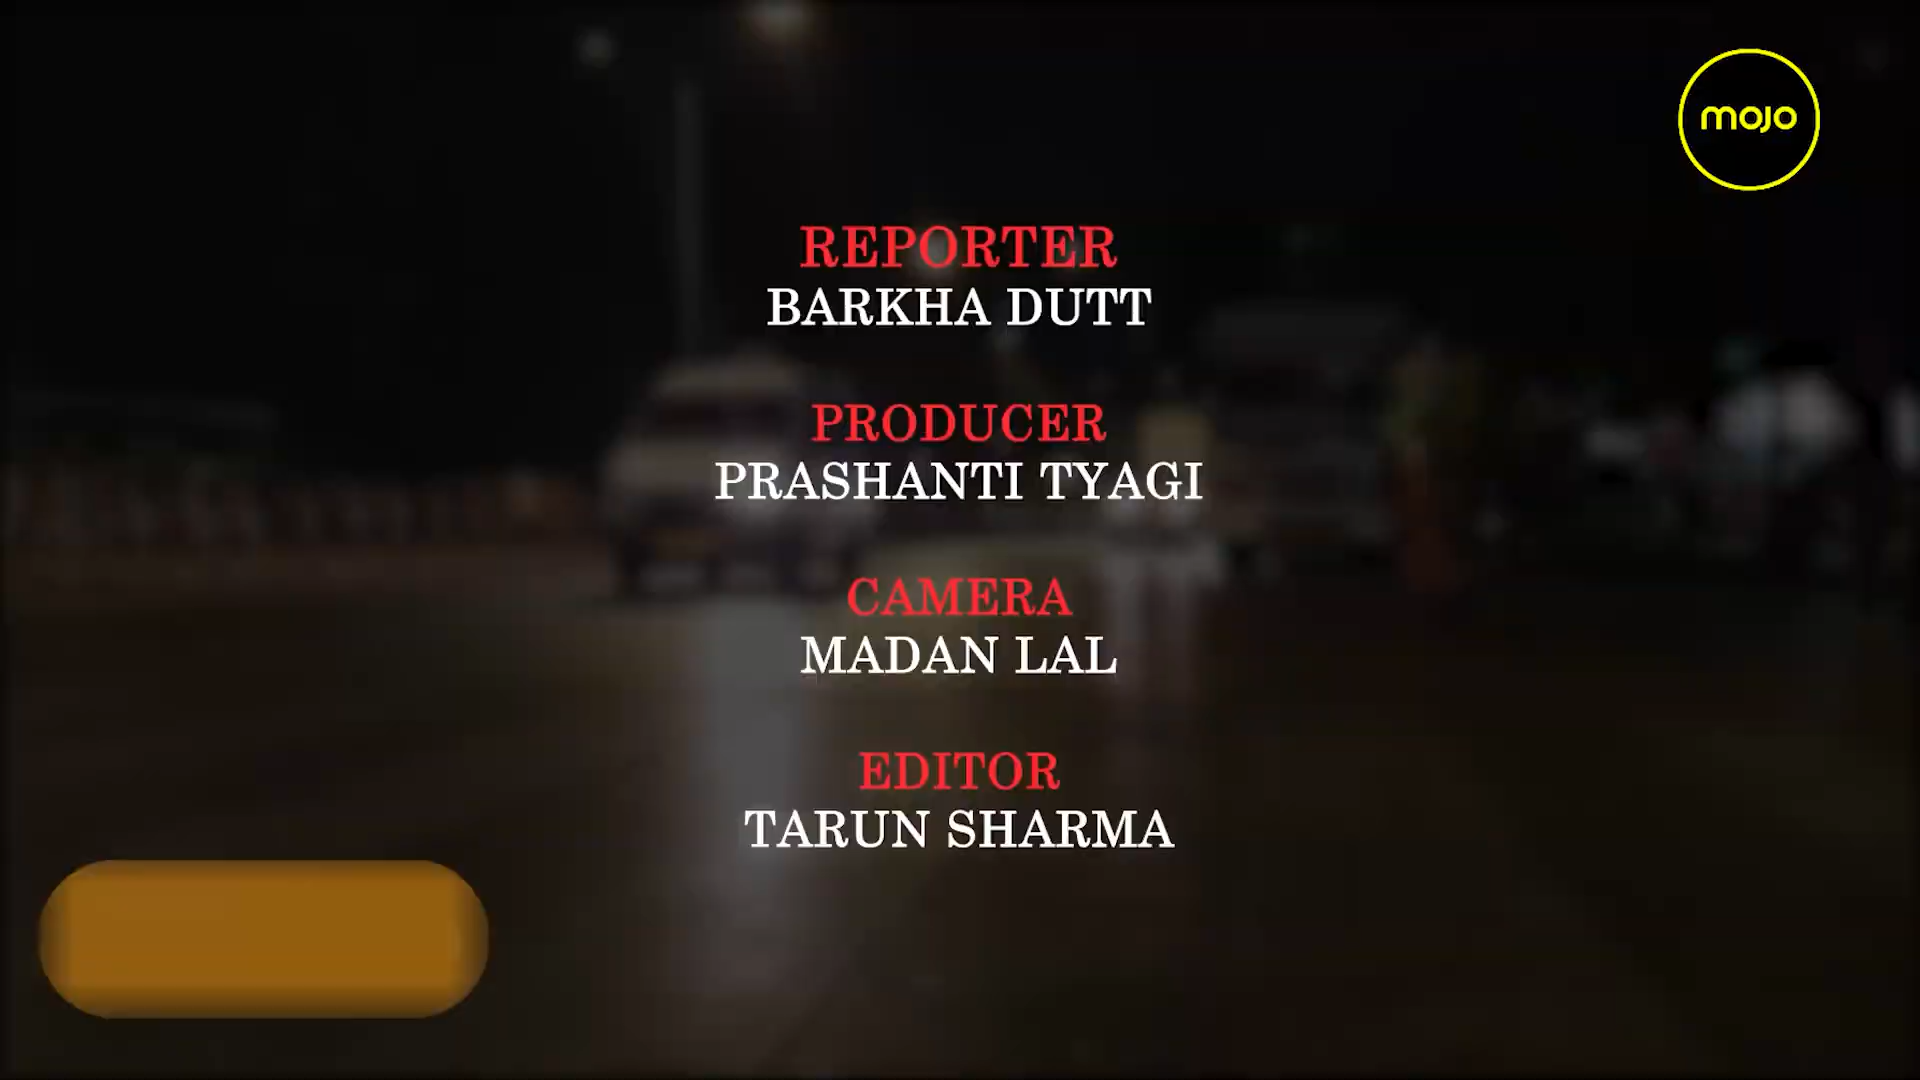 mojo
REPORTER
BARKHA DUTT
PRODUCER
PRASHANTI TYAGI
CAMERA
MADAN LAL
EDITOR
TARUN SHARMA